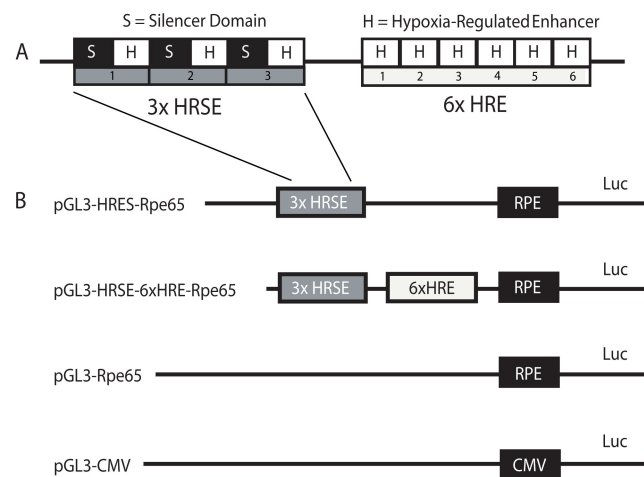 S = Silencer Domain
H = Hypoxia-Regulated Enhancer
A
S H S H S H
H H H H H H
1 2 3
1 2 3 4 5 6
3x HRSE
6x HRE
B
Luc
pGL3-HRES-Rpe65
3x HRSE
RPE
Luc
pGL3-HRSE-6xHRE-Rpe65
3x HRSE
6xHRE
RPE
Luc
pGL3-Rpe65
RPE
Luc
pGL3-CMV
CMV